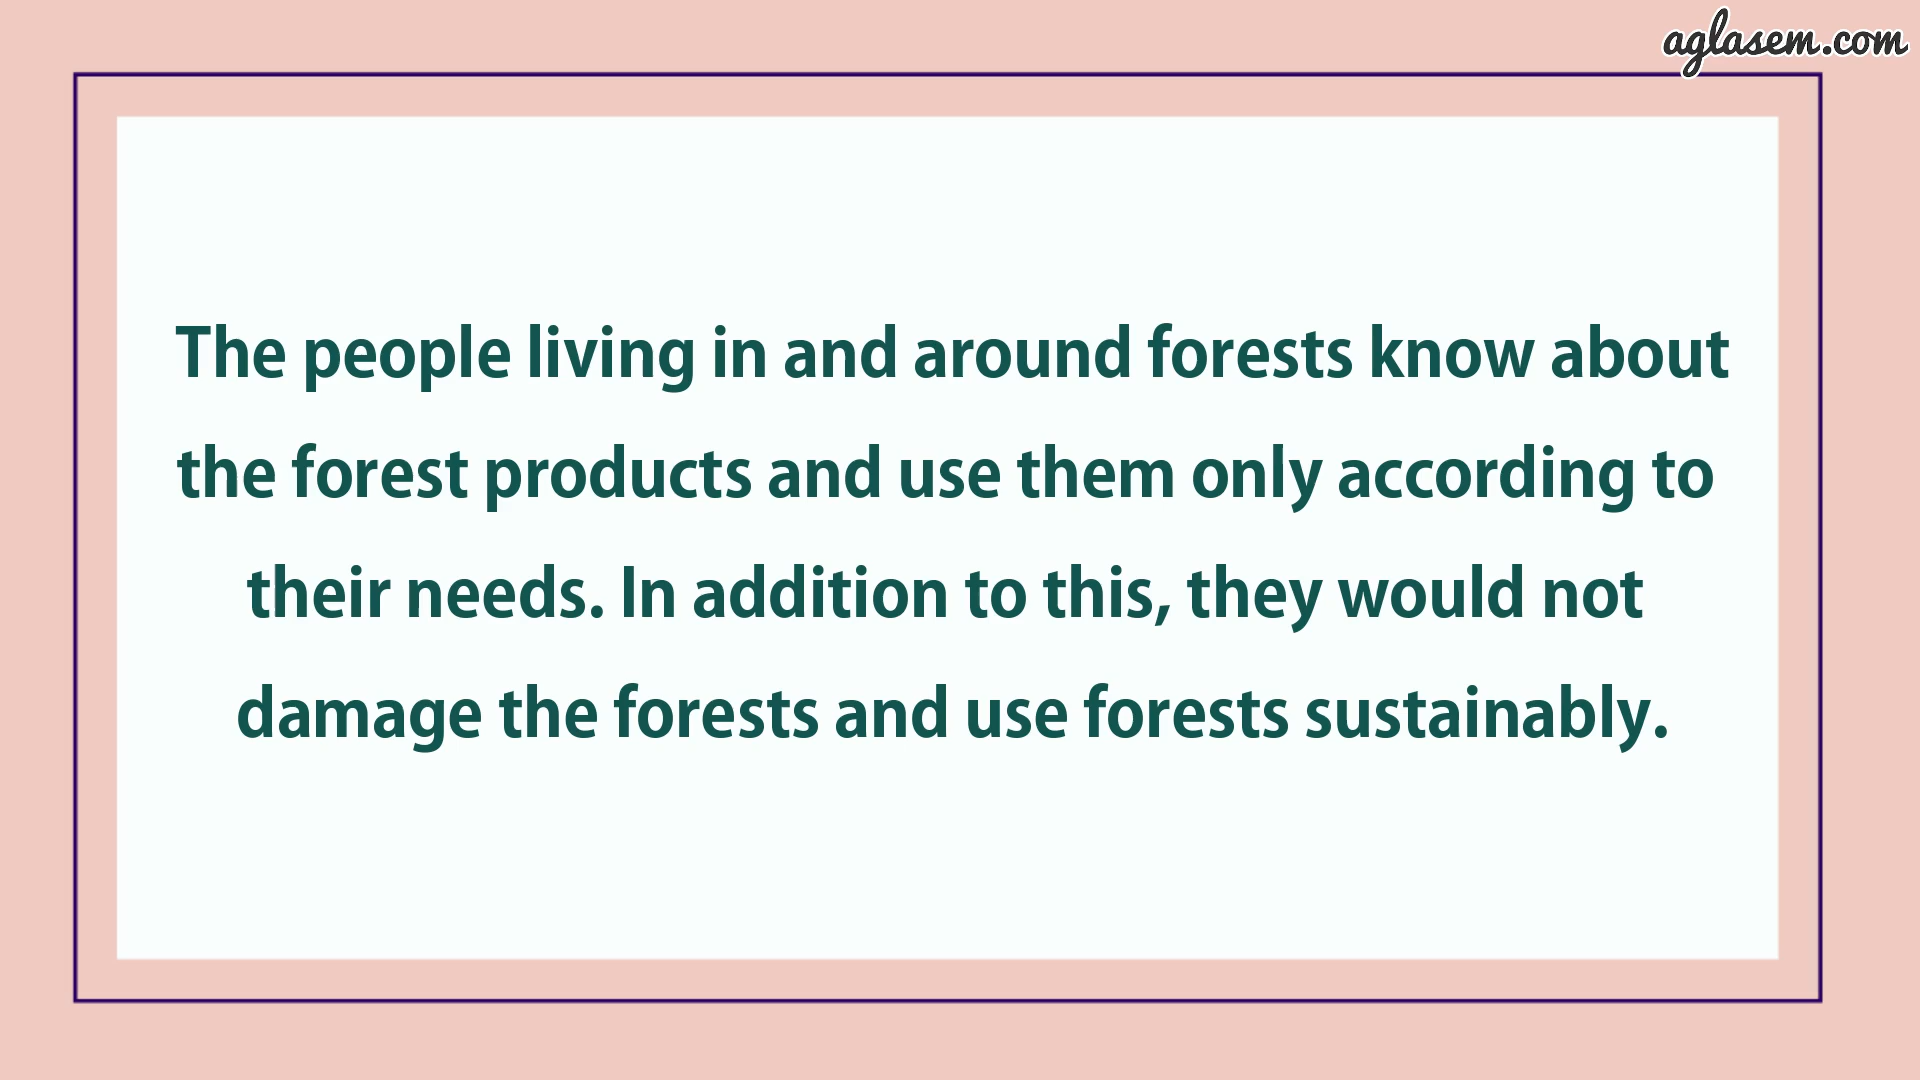 aglasem.com
The people living in and around forests know about
the forest products and use them only according to
their needs. In addition to this, they would not
damage the forests and use forests sustainably.